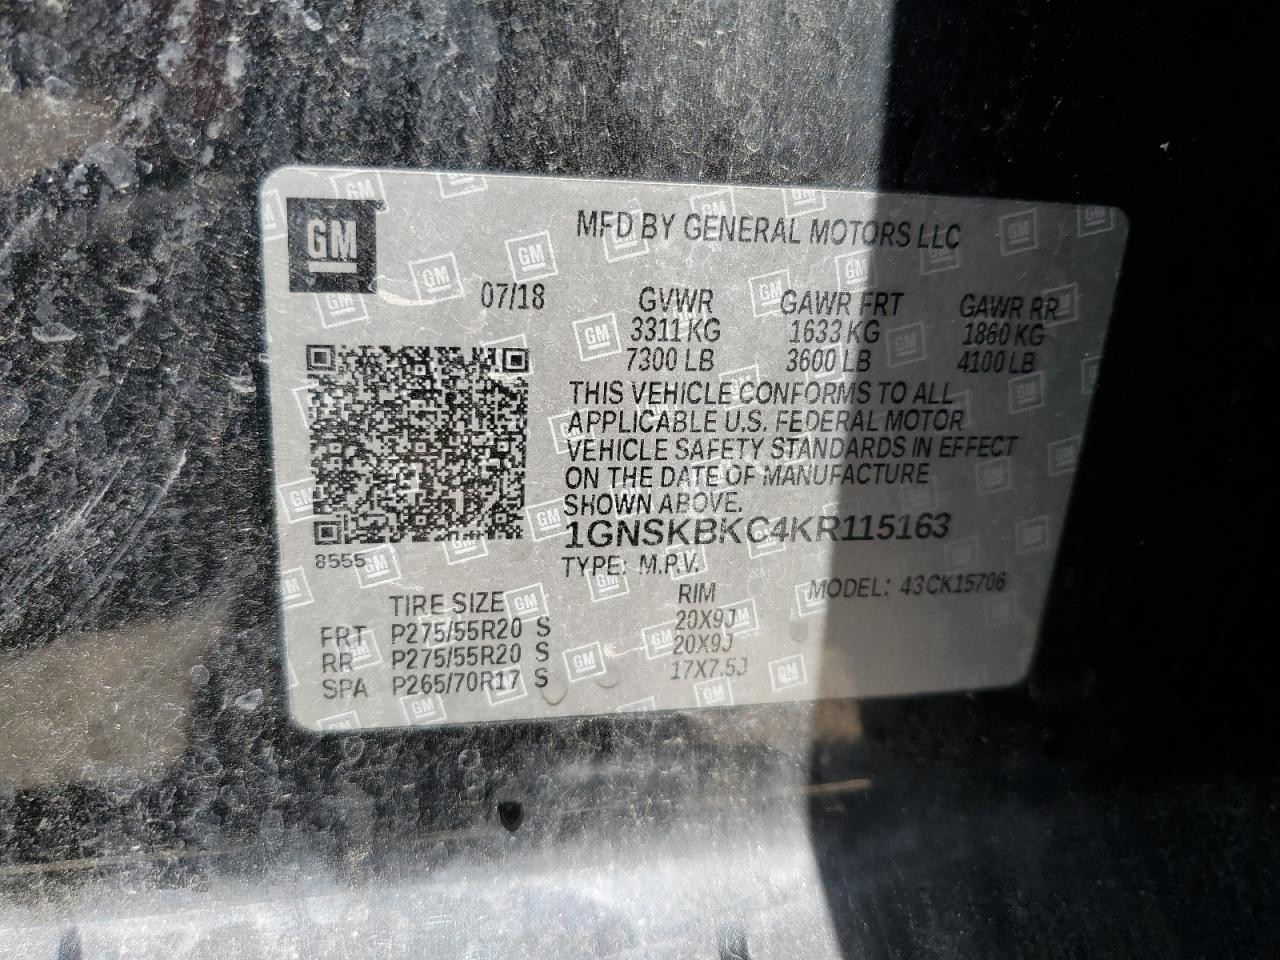 GM
MFD BY GENERAL MOTORS LLC
07/18 GVWR GAWR FRT GAWR RR
3311 KG 1633 KG 1860 KG
7300 LB 3600 LB 4100 LB
THIS VEHICLE CONFORMS TO ALL
APPLICABLE U.S. FEDERAL MOTOR
VEHICLE SAFETY STANDARDS IN EFFECT
ON THE DATE OF MANUFACTURE
SHOWN ABOVE.
1GNSKBKC4KR115163
8555
TYPE: M.P.V. MODEL: 43CK15706
TIRE SIZE RIM
FRT P275/55R20 S 20X9J
RR P275/55R20 S 20X9J
SPA P265/70R17 S 17X7.5J